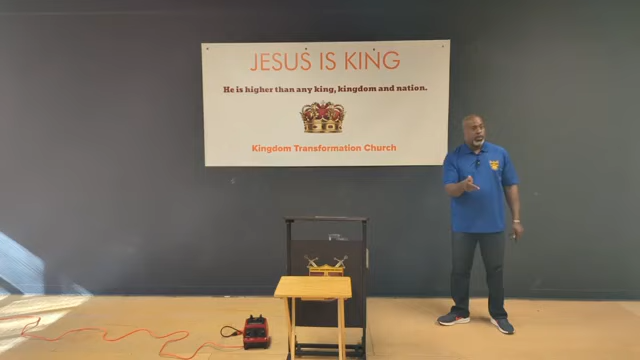 JESUS IS KING
He is higher than any king, kingdom and nation.
Kingdom Transformation Church